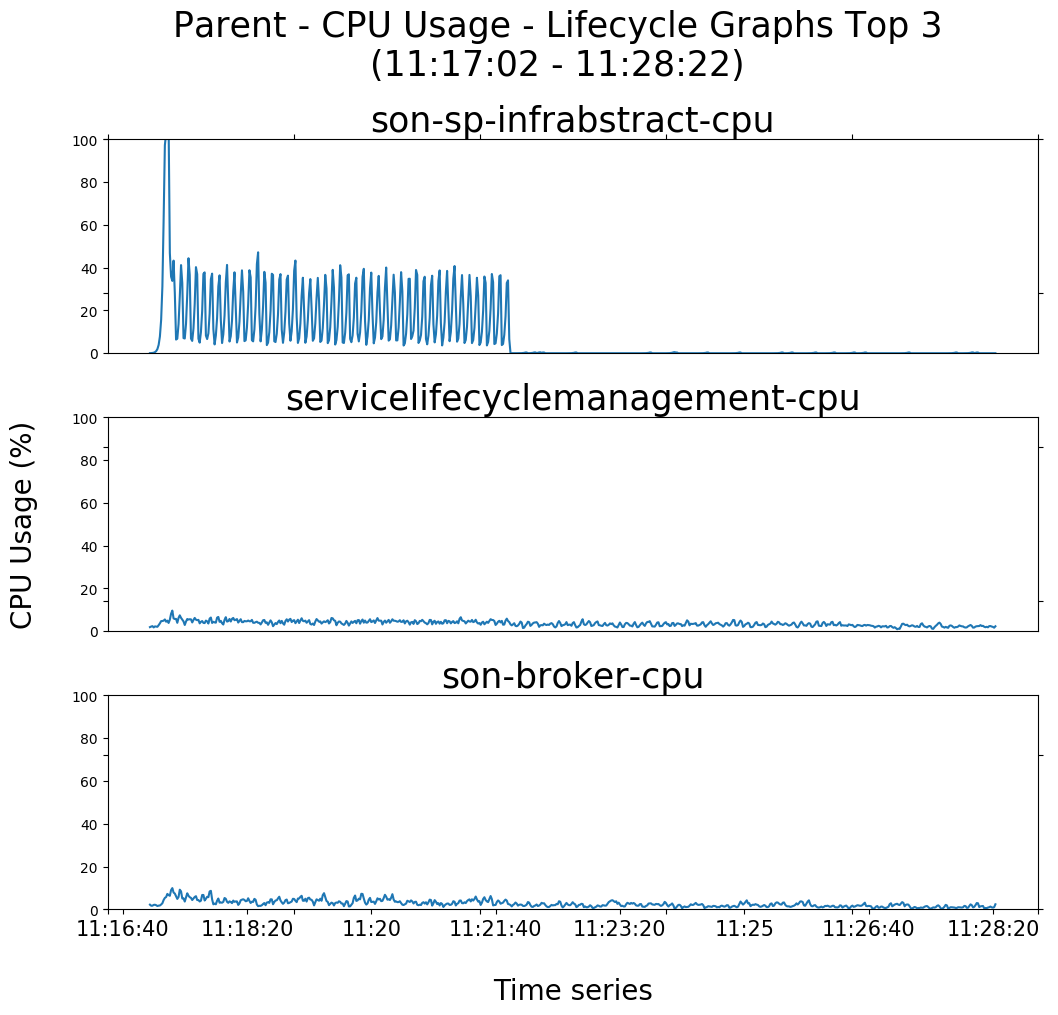 Parent - CPU Usage - Lifecycle Graphs Top 3
(11:17:02 - 11:28:22)
son-sp-infrabstract-cpu
100
80
60
40
20
0
servicelifecyclemanagement-cpu
100
80
60
40
20
0
CPU Usage (%)
son-broker-cpu
100
80
60
40
20
0
11:16:40 11:18:20 11:20 11:21:40 11:23:20 11:25 11:26:40 11:28:20
Time series